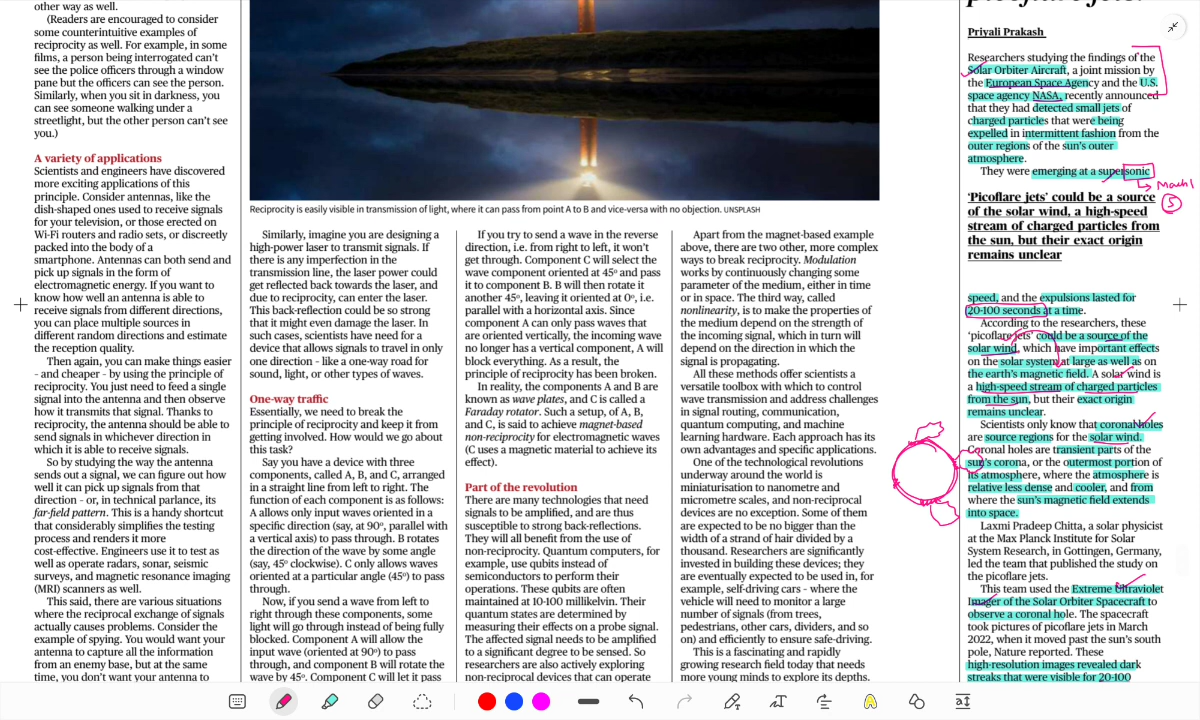 other way as well.
(Readers are encouraged to consider
some counterintuitive examples of
reciprocity as well. For example, in some
films, a person being interrogated can't
see the police officers through a window
pane but the officers can see the person.
Similarly, when you sit in darkness, you
can see someone walking under a
streetlight, but the other person can't see
you.)
A variety of applications
Scientists and engineers have discovered
more exciting applications of this
principle. Consider antennas, like the
dish-shaped ones used to receive signals
for your television, or those erected on
Wi-Fi routers and radio sets, or discreetly
packed into the body of a
smartphone. Antennas can both send and
pick up signals in the form of
electromagnetic energy. If you want to
know how well an antenna is able to
receive signals from different directions,
you can place multiple sources in
different random directions and estimate
the reception quality.
Then again, you can make things easier
- and cheaper - by using the principle of
reciprocity. You just need to feed a single
signal into the antenna and then observe
how it transmits that signal. Thanks to
reciprocity, the antenna should be able to
send signals in whichever direction in
which it is able to receive signals.
So by studying the way the antenna
sends out a signal, we can figure out how
well it can pick up signals from that
direction - or, in technical parlance, its
far-field pattern. This is a handy shortcut
that considerably simplifies the testing
process and renders it more
cost-effective. Engineers use it to test as
well as operate radars, sonar, seismic
surveys, and magnetic resonance imaging
(MRI) scanners as well.
This said, there are various situations
where the reciprocal exchange of signals
actually causes problems. Consider the
example of spying. You would want your
antenna to capture all the information
from an enemy base, but at the same
time, you don't want your antenna to
Reciprocity is easily visible in transmission of light, where it can pass from point A to B and vice-versa with no objection. UNSPLASH
Similarly, imagine you are designing a
high-power laser to transmit signals. If
there is any imperfection in the
transmission line, the laser power could
get reflected back towards the laser, and
due to reciprocity, can enter the laser.
This back-reflection could be so strong
that it might even damage the laser. In
such cases, scientists have need for a
device that allows signals to travel in only
one direction - like a one-way road for
sound, light, or other types of waves.
One-way traffic
Essentially, we need to break the
principle of reciprocity and keep it from
getting involved. How would we go about
this task?
Say you have a device with three
components, called A, B, and C, arranged
in a straight line from left to right. The
function of each component is as follows:
A allows only input waves oriented in a
specific direction (say, at 90º, parallel with
a vertical axis) to pass through. B rotates
the direction of the wave by some angle
(say, 45º clockwise). C only allows waves
oriented at a particular angle (45º) to pass
through.
Now, if you send a wave from left to
right through these components, some
light will go through instead of being fully
blocked. Component A will allow the
input wave (oriented at 90º) to pass
through, and component B will rotate the
wave by 45º. Component C will let it pass
If you try to send a wave in the reverse
direction, i.e. from right to left, it won't
get through. Component C will select the
wave component oriented at 45º and pass
it to component B. B will then rotate it
another 45º, leaving it oriented at 0º, i.e.
parallel with a horizontal axis. Since
component A can only pass waves that
are oriented vertically, the incoming wave
no longer has a vertical component, A will
block everything. As a result, the
principle of reciprocity has been broken.
In reality, the components A and B are
known as wave plates, and C is called a
Faraday rotator. Such a setup, of A, B,
and C, is said to achieve magnet-based
non-reciprocity for electromagnetic waves
(C uses a magnetic material to achieve its
effect).
Part of the revolution
There are many technologies that need
signals to be amplified, and are thus
susceptible to strong back-reflections.
They will all benefit from the use of
non-reciprocity. Quantum computers, for
example, use qubits instead of
semiconductors to perform their
operations. These qubits are often
maintained at 10-100 millikelvin. Their
quantum states are determined by
measuring their effects on a probe signal.
The affected signal needs to be amplified
to a significant degree to be sensed. So
researchers are also actively exploring
non-reciprocal devices that can operate
Apart from the magnet-based example
above, there are two other, more complex
ways to break reciprocity. Modulation
works by continuously changing some
parameter of the medium, either in time
or in space. The third way, called
nonlinearity, is to make the properties of
the medium depend on the strength of
the incoming signal, which in turn will
depend on the direction in which the
signal is propagating.
All these methods offer scientists a
versatile toolbox with which to control
wave transmission and address challenges
in signal routing, communication,
quantum computing, and machine
learning hardware. Each approach has its
own advantages and specific applications.
One of the technological revolutions
underway around the world is
miniaturisation to nanometre and
micrometre scales, and non-reciprocal
devices are no exception. Some of them
are expected to be no bigger than the
width of a strand of hair divided by a
thousand. Researchers are significantly
invested in building these devices; they
are eventually expected to be used in, for
example, self-driving cars - where the
vehicle will need to monitor a large
number of signals (from trees,
pedestrians, other cars, dividers, and so
on) and efficiently to ensure safe-driving.
This is a fascinating and rapidly
growing research field today that needs
more young minds to explore its depths.
picoflare jets?
Priyali Prakash
Researchers studying the findings of the
Solar Orbiter Aircraft, a joint mission by
the European Space Agency and the U.S.
space agency NASA, recently announced
that they had detected small jets of
charged particles that were being
expelled in intermittent fashion from the
outer regions of the sun's outer
atmosphere.
They were emerging at a supersonic
Mach1
5
'Picoflare jets' could be a source
of the solar wind, a high-speed
stream of charged particles from
the sun, but their exact origin
remains unclear
speed, and the expulsions lasted for
20-100 seconds at a time.
According to the researchers, these
'picoflare jets' could be a source of the
solar wind, which have important effects
on the solar system at large as well as on
the earth's magnetic field. A solar wind is
a high-speed stream of charged particles
from the sun, but their exact origin
remains unclear.
Scientists only know that coronal holes
are source regions for the solar wind.
Coronal holes are transient parts of the
sun's corona, or the outermost portion of
its atmosphere, where the atmosphere is
relative less dense and cooler, and from
where the sun's magnetic field extends
into space.
Laxmi Pradeep Chitta, a solar physicist
at the Max Planck Institute for Solar
System Research, in Gottingen, Germany,
led the team that published the study on
the picoflare jets.
This team used the Extreme Ultraviolet
Imager of the Solar Orbiter Spacecraft to
observe a coronal hole. The spacecraft
took pictures of picoflare jets in March
2022, when it moved past the sun's south
pole, Nature reported. These
high-resolution images revealed dark
streaks that were visible for 20-100